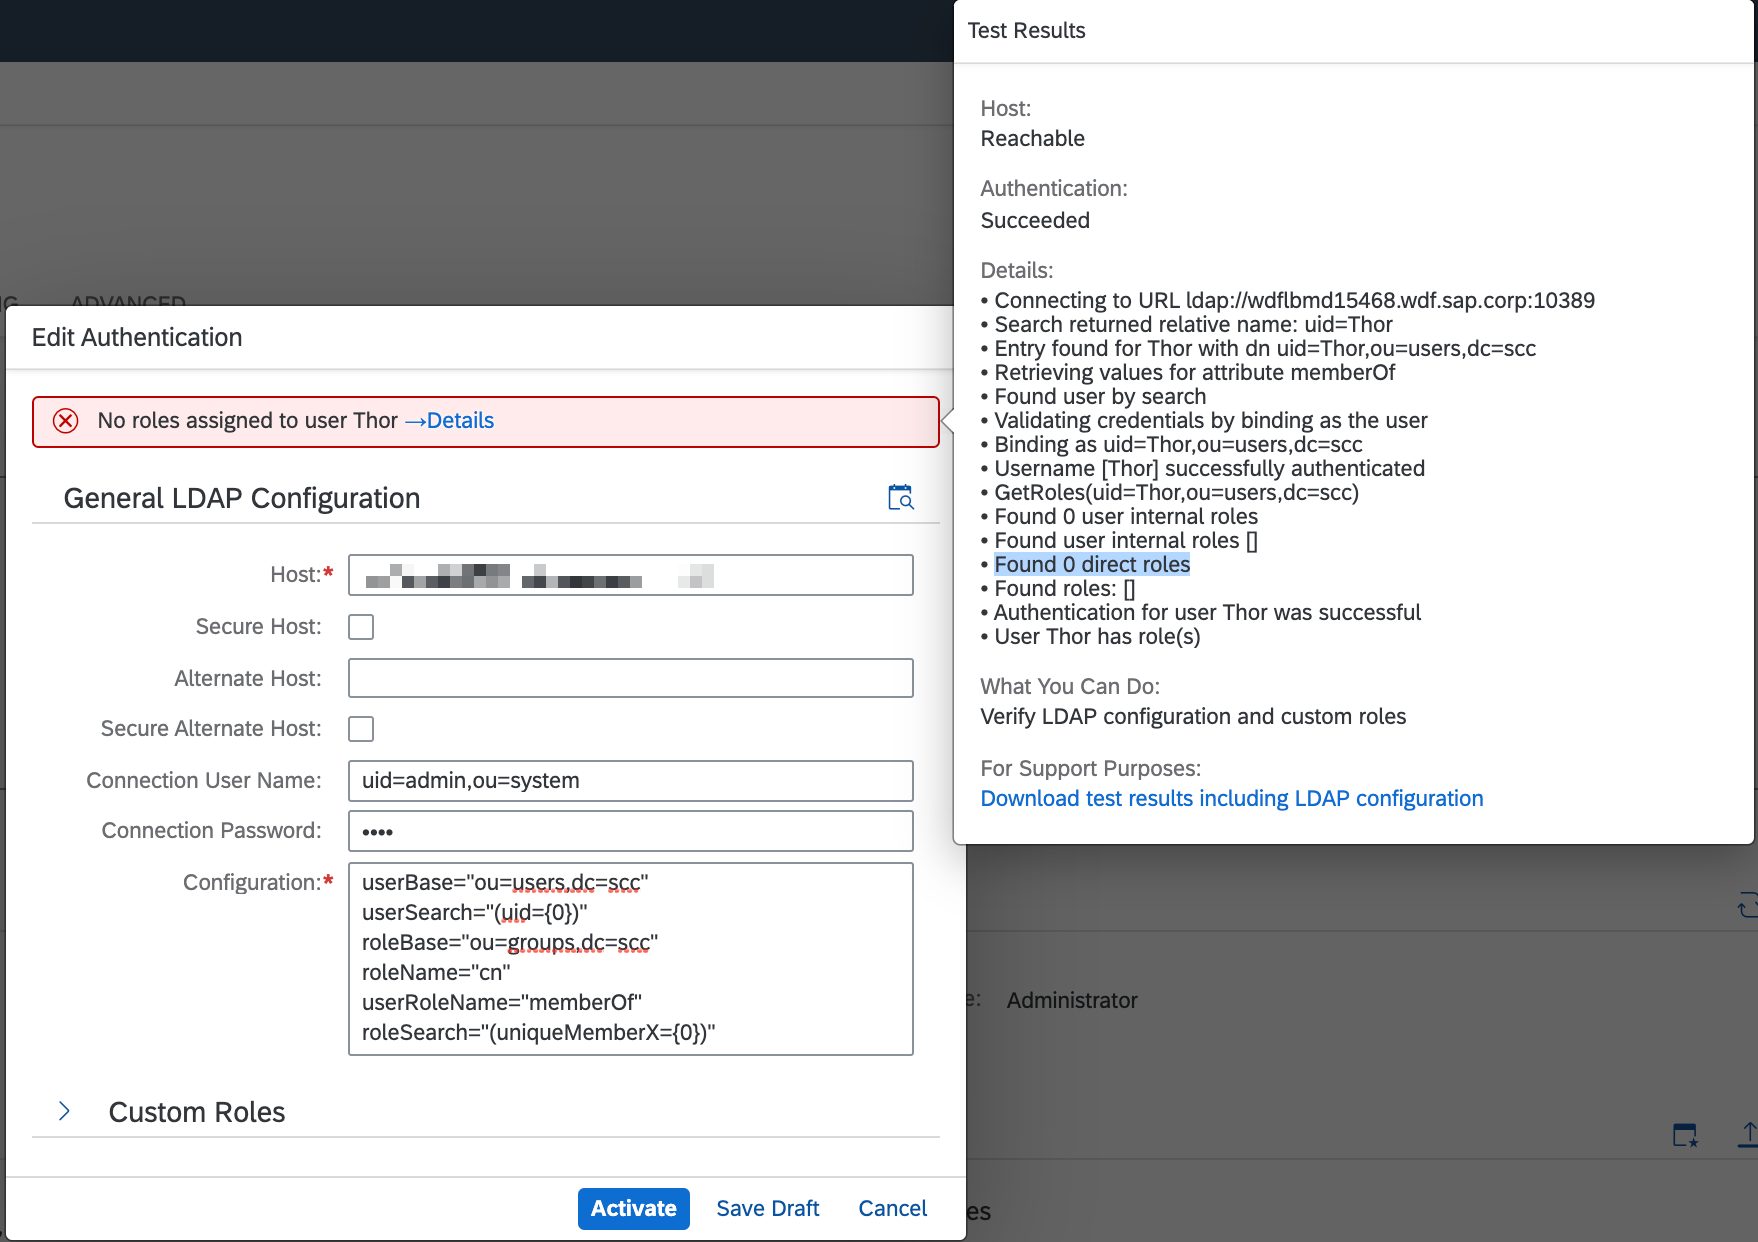 ADVANCED
Edit Authentication
No roles assigned to user Thor →Details
General LDAP Configuration
Host:*
Secure Host:
Alternate Host:
Secure Alternate Host:
Connection User Name:
uid=admin,ou=system
Connection Password:
••••
Configuration:*
userBase="ou=users,dc=scc"
userSearch="(uid={0})"
roleBase="ou=groups,dc=scc"
roleName="cn"
userRoleName="memberOf"
roleSearch="(uniqueMemberX={0})"
Custom Roles
Activate
Save Draft
Cancel
Test Results
Host:
Reachable
Authentication:
Succeeded
Details:
• Connecting to URL ldap://wdflbmd15468.wdf.sap.corp:10389
• Search returned relative name: uid=Thor
• Entry found for Thor with dn uid=Thor,ou=users,dc=scc
• Retrieving values for attribute memberOf
• Found user by search
• Validating credentials by binding as the user
• Binding as uid=Thor,ou=users,dc=scc
• Username [Thor] successfully authenticated
• GetRoles(uid=Thor,ou=users,dc=scc)
• Found 0 user internal roles
• Found user internal roles []
• Found 0 direct roles
• Found roles: []
• Authentication for user Thor was successful
• User Thor has role(s)
What You Can Do:
Verify LDAP configuration and custom roles
For Support Purposes:
Download test results including LDAP configuration
e:
Administrator
es